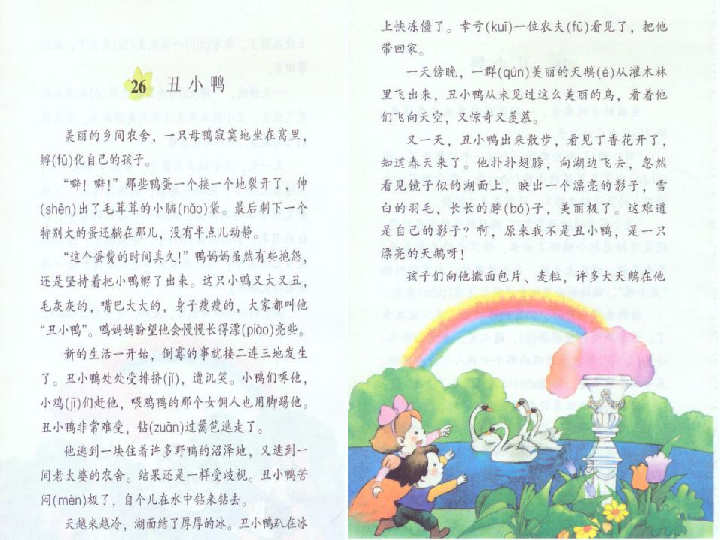 26 丑小鸭
美丽的乡间农舍，一只母鸭寂寞地坐在窝里，
孵(fū)化自己的孩子。
“噼！噼！”那些鸭蛋一个接一个地裂开了，伸
(shēn)出了毛茸茸的小脑(nǎo)袋。最后剩下一个
特别大的蛋还躺在那儿，没有半点儿动静。
“这个蛋费的时间真久！”鸭妈妈虽然有些抱怨，
还是坚持着把小鸭孵了出来。这只小鸭又大又丑，
毛灰灰的，嘴巴大大的，身子瘦瘦的，大家都叫他
“丑小鸭”。鸭妈妈盼望他会慢慢长得漂(piào)亮些。
新的生活一开始，倒霉的事就接二连三地发生
了。丑小鸭处处受排挤(jǐ)，遭讥笑。小鸭们啄他，
小鸡(jī)们赶他，喂鸡鸭的那个女佣人也用脚踢他。
丑小鸭非常难受，钻(zuān)过篱笆逃走了。
他逃到一块住着许多野鸭的沼泽地，又逃到一
间老太婆的农舍。结果还是一样受歧视。丑小鸭苦
闷(mèn)极了，自个儿在水中钻来钻去。
天越来越冷，湖面结了厚厚的冰。丑小鸭趴在冰
上快冻僵了。幸亏(kuī)一位农夫(fū)看见了，把他
带回家。
一天傍晚，一群(qún)美丽的天鹅(é)从灌木林
里飞出来，丑小鸭从来见过这么美丽的鸟，看着他
们飞向天空，又惊奇又羡慕。
又一天，丑小鸭出来散步，看见丁香花开了，
知道春天来了。他扑扑翅膀，向湖边飞去，忽然
看见镜子似的湖面上，映出一个漂亮的影子，雪
白的羽毛，长长的脖(bó)子，美丽极了。这难道
是自己的影子？啊，原来我不是丑小鸭，是一只
漂亮的天鹅呀！
孩子们向他撒面包片、麦粒，许多大天鹅在他